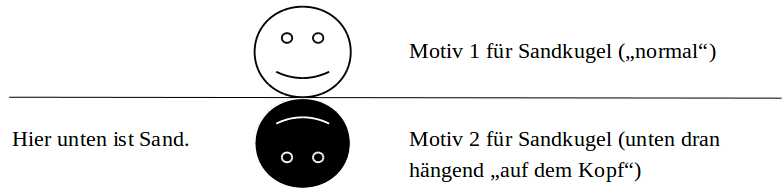 Motiv 1 für Sandkugel („normal“)
Hier unten ist Sand.
Motiv 2 für Sandkugel (unten dran
hängend „auf dem Kopf“)